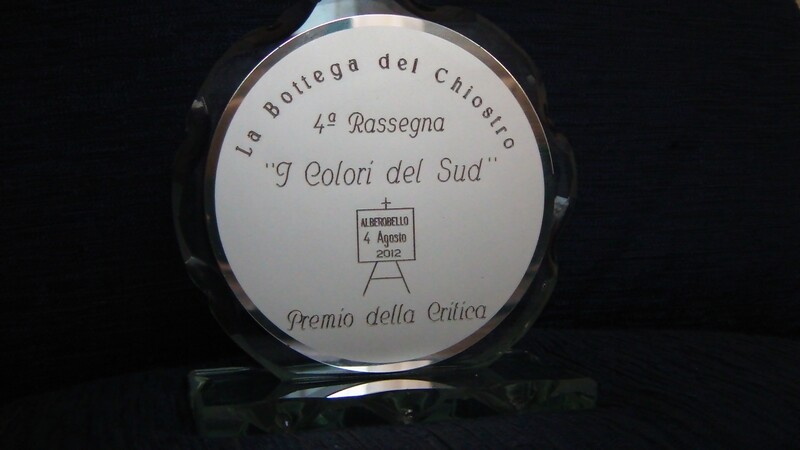 La Bottega del Chiostro
4ª Rassegna
"I Colori del Sud"
ALBEROBELLO
4 Agosto
2012
Premio della Critica